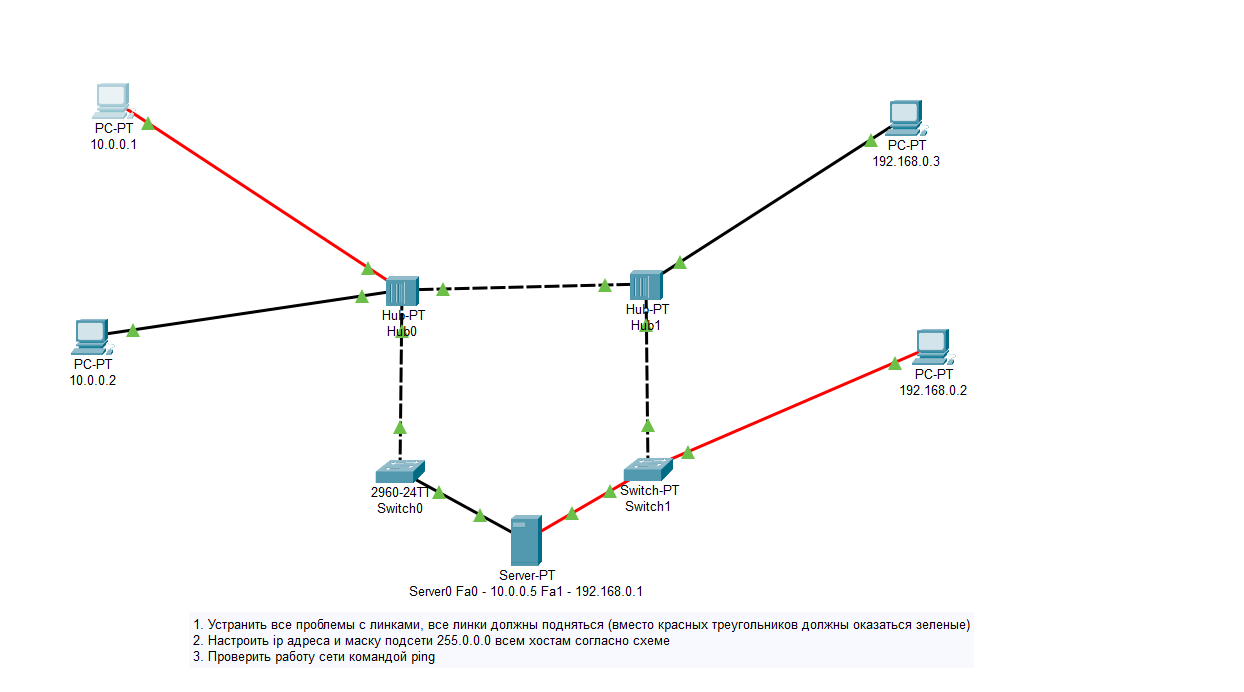 PC-PT
10.0.0.1
PC-PT
192.168.0.3
Hub-PT
Hub0
Hub-PT
Hub1
PC-PT
10.0.0.2
PC-PT
192.168.0.2
2960-24TT
Switch0
Switch-PT
Switch1
Server-PT
Server0 Fa0 - 10.0.0.5 Fa1 - 192.168.0.1
1. Устранить все проблемы с линками, все линки должны подняться (вместо красных треугольников должны оказаться зеленые)
2. Настроить ip адреса и маску подсети 255.0.0.0 всем хостам согласно схеме
3. Проверить работу сети командой ping